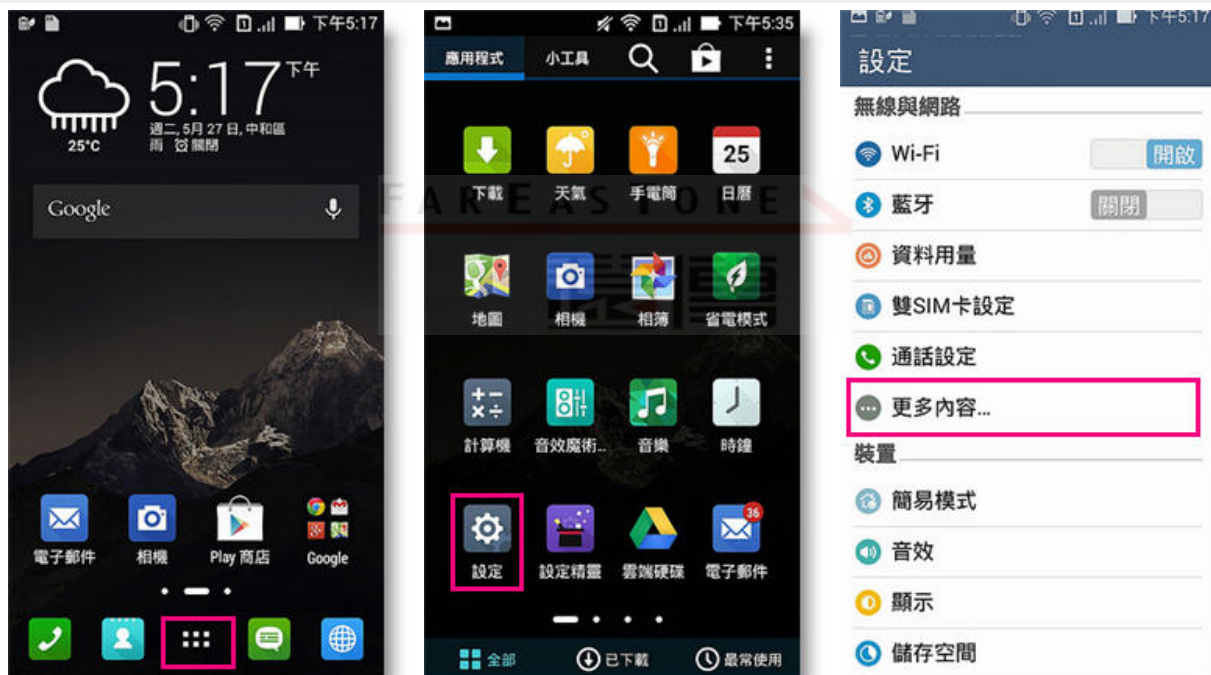 下午5:17
5:17 下午
週二, 5月 27 日, 中和區
25°C
雨 關閉
Google
電子郵件
相機
Play 商店
Google
下午5:35
應用程式
小工具
25
下載
天氣
手電筒
日曆
FAREASTONE
遠傳
地圖
相機
相簿
省電模式
計算機
音效魔術...
音樂
時鐘
36
設定
設定精靈
雲端硬碟
電子郵件
全部
已下載
最常使用
下午5:17
設定
無線與網路
Wi-Fi
開啟
藍牙
關閉
資料用量
雙SIM卡設定
通話設定
更多內容...
裝置
簡易模式
音效
顯示
儲存空間